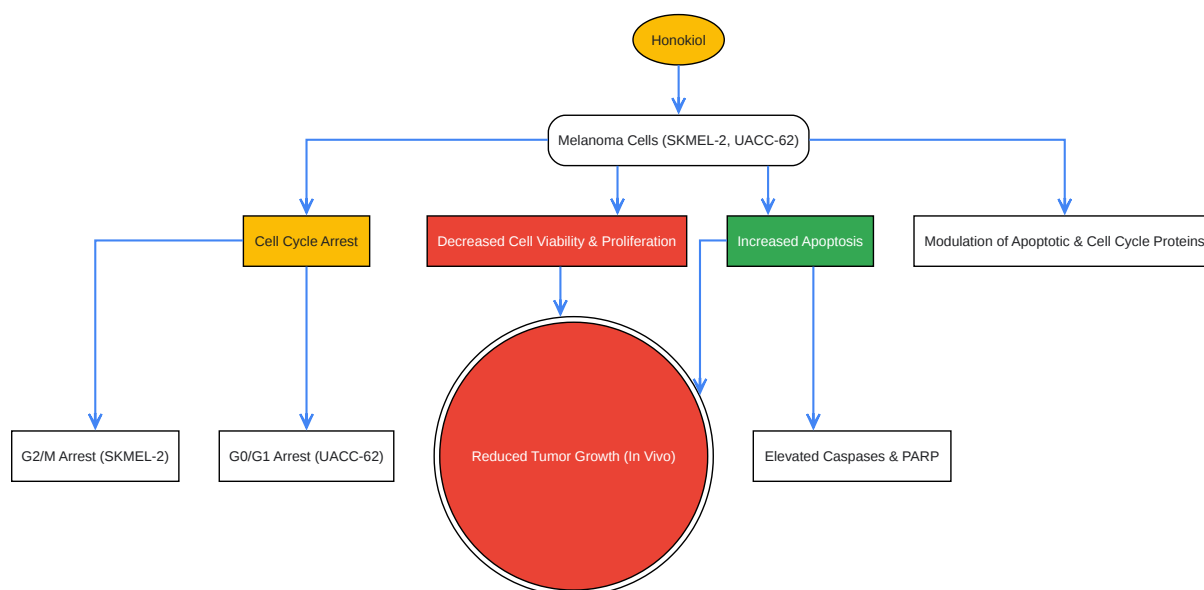 Honokiol
Melanoma Cells (SKMEL-2, UACC-62)
Cell Cycle Arrest
Decreased Cell Viability & Proliferation
Increased Apoptosis
Modulation of Apoptotic & Cell Cycle Proteins
G2/M Arrest (SKMEL-2)
G0/G1 Arrest (UACC-62)
Reduced Tumor Growth (In Vivo)
Elevated Caspases & PARP